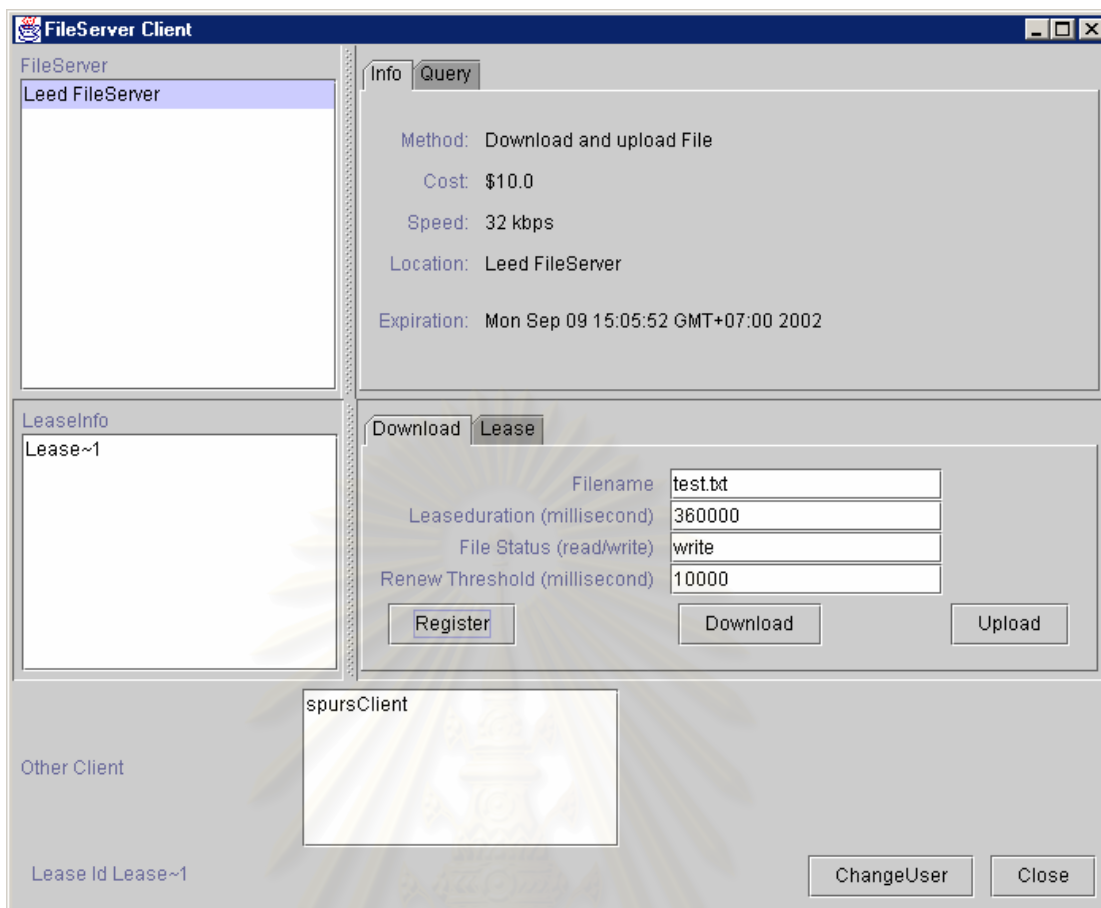 FileServer Client
FileServer
Leed FileServer
Info Query
Method: Download and upload File
Cost: $10.0
Speed: 32 kbps
Location: Leed FileServer
Expiration: Mon Sep 09 15:05:52 GMT+07:00 2002
LeaseInfo
Lease~1
Download Lease
Filename test.txt
Leaseduration (millisecond) 360000
File Status (read/write) write
Renew Threshold (millisecond) 10000
Register Download Upload
Other Client
spursClient
Lease Id Lease~1
ChangeUser Close